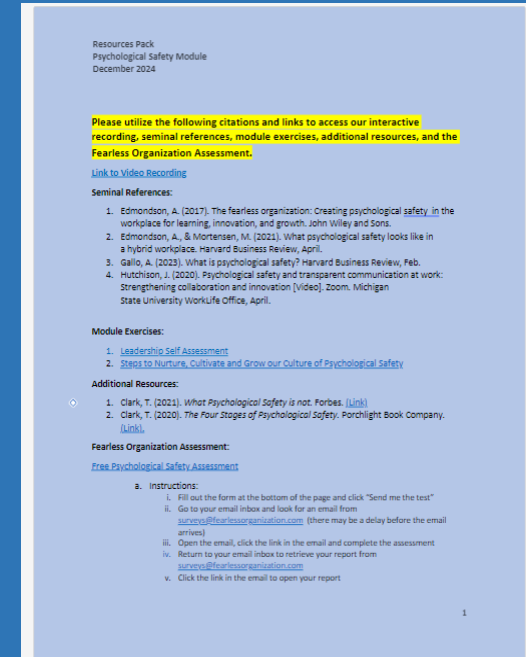 Resources Pack
Psychological Safety Module
December 2024
Please utilize the following citations and links to access our interactive
recording, seminal references, module exercises, additional resources, and the
Fearless Organization Assessment.
Link to Video Recording
Seminal References:
1. Edmondson, A. (2017). The fearless organization: Creating psychological safety in the
workplace for learning, innovation, and growth. John Wiley and Sons.
2. Edmondson, A., & Mortensen, M. (2021). What psychological safety looks like in
a hybrid workplace. Harvard Business Review, April.
3. Gallo, A. (2023). What is psychological safety? Harvard Business Review, Feb.
4. Hutchison, J. (2020). Psychological safety and transparent communication at work:
Strengthening collaboration and innovation [Video]. Zoom. Michigan
State University WorkLife Office, April.
Module Exercises:
1. Leadership Self Assessment
2. Steps to Nurture, Cultivate and Grow our Culture of Psychological Safety
Additional Resources:
1. Clark, T. (2021). What Psychological Safety is not. Forbes. (Link)
2. Clark, T. (2020). The Four Stages of Psychological Safety. Porchlight Book Company.
(Link).
Fearless Organization Assessment:
Free Psychological Safety Assessment
a. Instructions:
i. Fill out the form at the bottom of the page and click "Send me the test"
ii. Go to your email inbox and look for an email from
surveys@fearlessorganization.com (there may be a delay before the email
arrives)
iii. Open the email, click the link in the email and complete the assessment
iv. Return to your email inbox to retrieve your report from
surveys@fearlessorganization.com
v. Click the link in the email to open your report
1